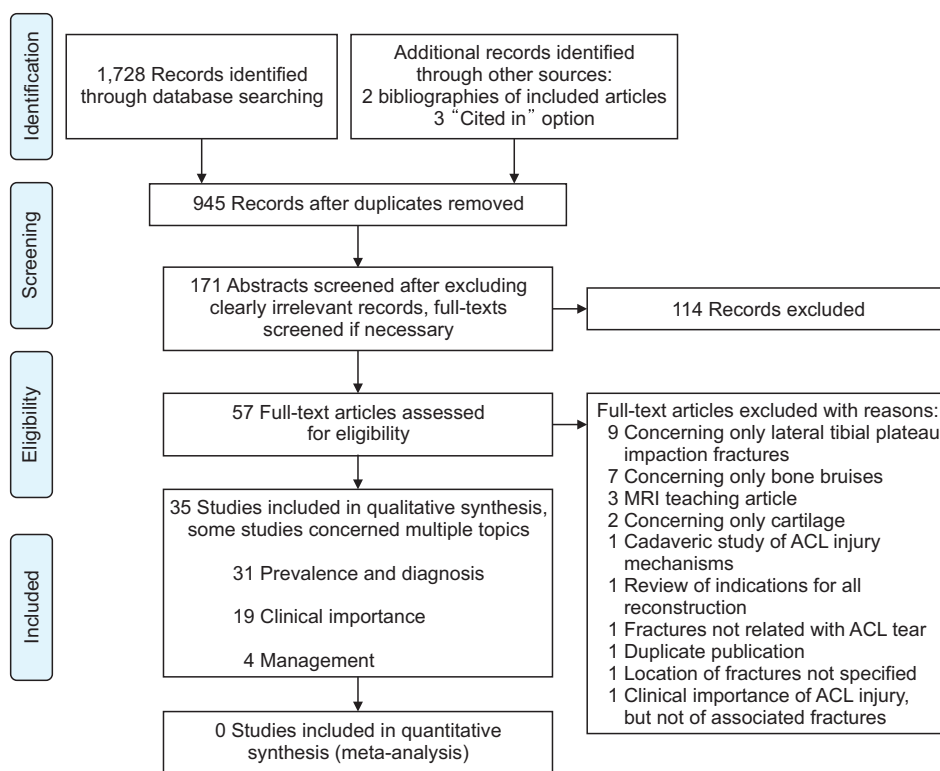 Identification
1,728 Records identified
through database searching
Additional records identified
through other sources:
2 bibliographies of included articles
3 “Cited in” option
Screening
945 Records after duplicates removed
171 Abstracts screened after excluding
clearly irrelevant records, full-texts
screened if necessary
114 Records excluded
Eligibility
57 Full-text articles assessed
for eligibility
Full-text articles excluded with reasons:
9 Concerning only lateral tibial plateau
impaction fractures
7 Concerning only bone bruises
3 MRI teaching article
2 Concerning only cartilage
1 Cadaveric study of ACL injury
mechanisms
1 Review of indications for all
reconstruction
1 Fractures not related with ACL tear
1 Duplicate publication
1 Location of fractures not specified
1 Clinical importance of ACL injury,
but not of associated fractures
Included
35 Studies included in qualitative synthesis,
some studies concerned multiple topics
31 Prevalence and diagnosis
19 Clinical importance
4 Management
0 Studies included in quantitative
synthesis (meta-analysis)